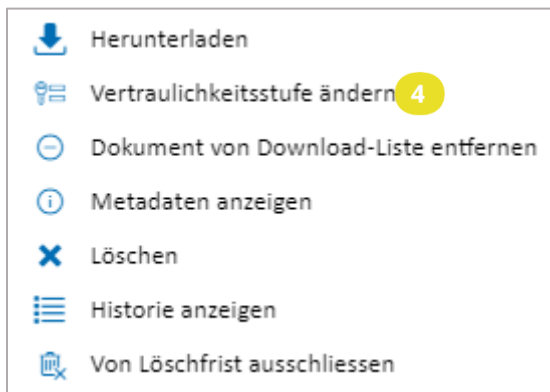 Herunterladen
Vertraulichkeitsstufe ändern 4
Dokument von Download-Liste entfernen
Metadaten anzeigen
Löschen
Historie anzeigen
Von Löschfrist ausschliessen